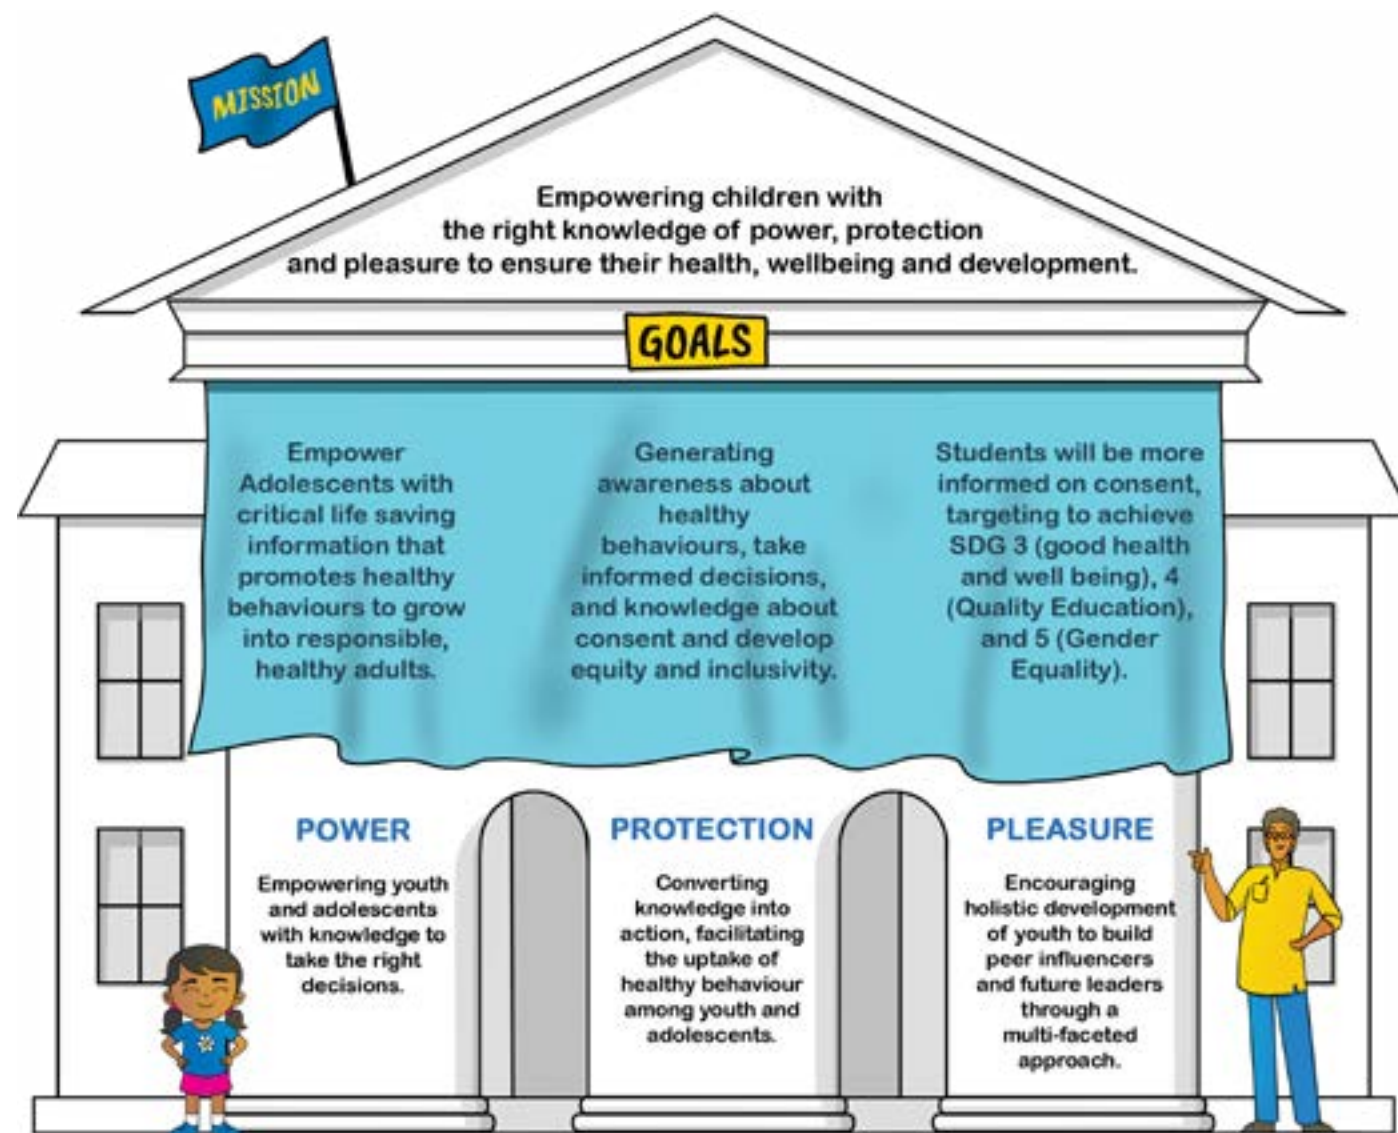 MISSION
Empowering children with
the right knowledge of power, protection
and pleasure to ensure their health, wellbeing and development.
GOALS
Empower
Adolescents with
critical life saving
information that
promotes healthy
behaviours to grow
into responsible,
healthy adults.
Generating
awareness about
healthy
behaviours, take
informed decisions,
and knowledge about
consent and develop
equity and inclusivity.
Students will be more
informed on consent,
targeting to achieve
SDG 3 (good health
and well being), 4
(Quality Education),
and 5 (Gender
Equality).
POWER
Empowering youth
and adolescents
with knowledge to
take the right
decisions.
PROTECTION
Converting
knowledge into
action, facilitating
the uptake of
healthy behaviour
among youth and
adolescents.
PLEASURE
Encouraging
holistic development
of youth to build
peer influencers
and future leaders
through a
multi-faceted
approach.